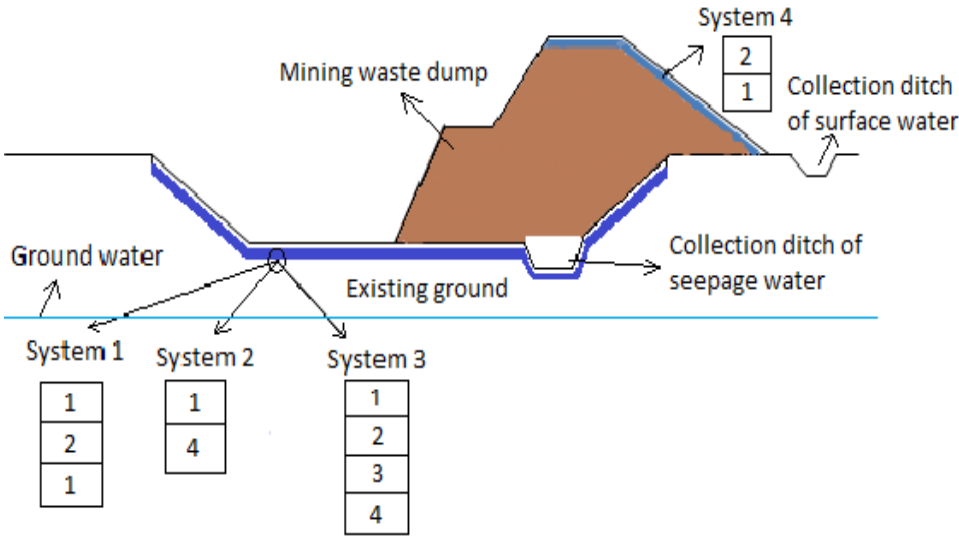 System 4
2
1
Mining waste dump
Collection ditch
of surface water
Ground water
Collection ditch of
seepage water
Existing ground
System 1
1
2
1
System 2
1
4
System 3
1
2
3
4